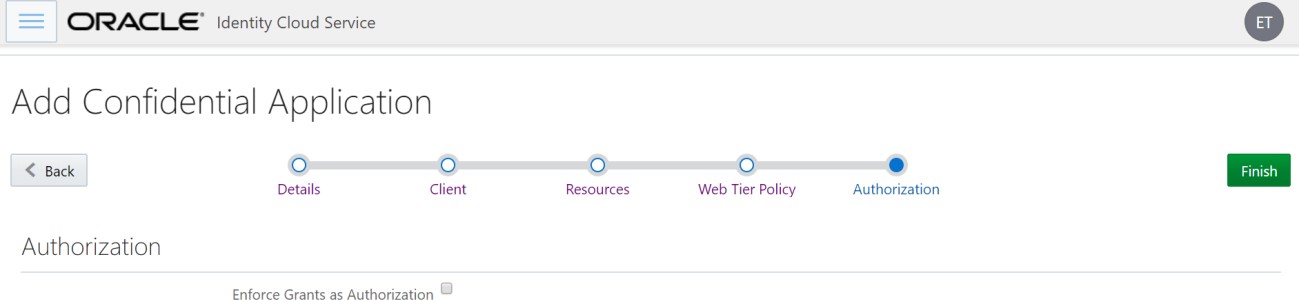 ORACLE® Identity Cloud Service
ET
Add Confidential Application
Back
Details Client Resources Web Tier Policy Authorization
Finish
Authorization
Enforce Grants as Authorization